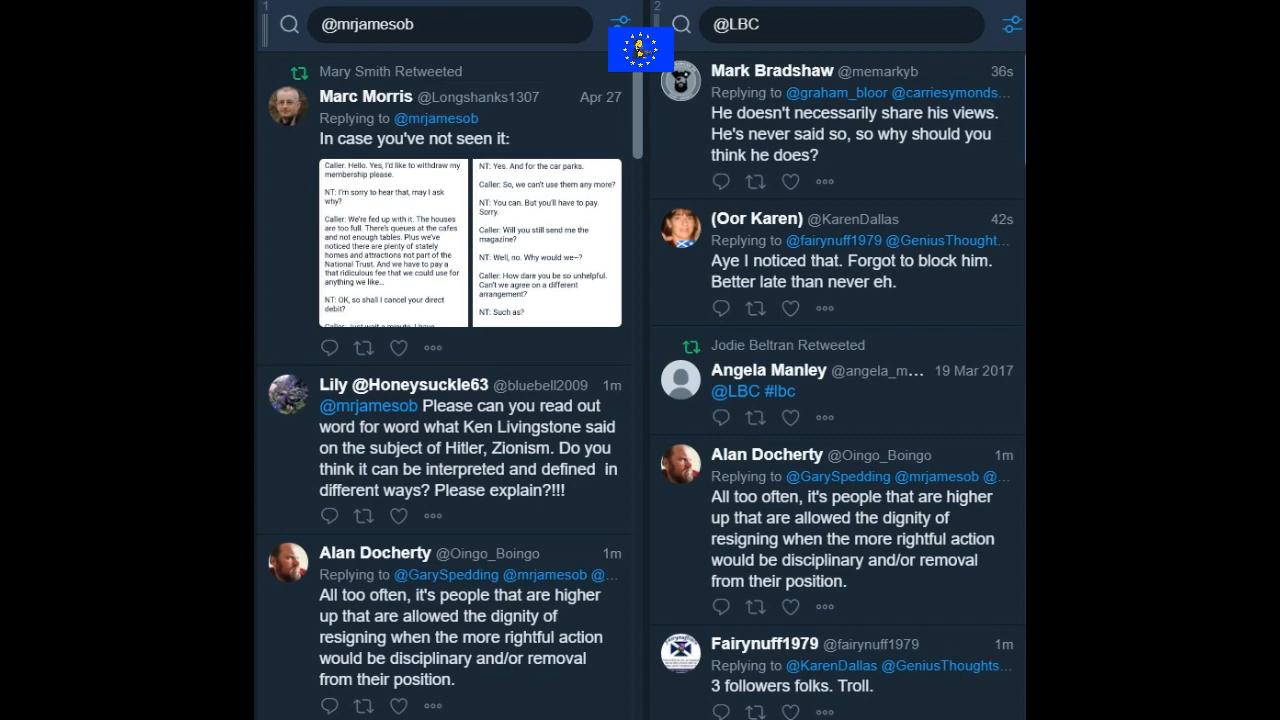 1
@mrjamesob
Mary Smith Retweeted
Marc Morris @Longshanks1307 Apr 27
Replying to @mrjamesob
In case you've not seen it:
Caller. Hello. Yes, I'd like to withdraw my
membership please.
NT: I'm sorry to hear that, may I ask
why?
Caller: We're fed up with it. The houses
are too full. There's queues at the cafes
and not enough tables. Plus we've
noticed there are plenty of stately
homes and attractions not part of the
National Trust. And we have to pay a
that ridiculous fee that we could use for
anything we like...
NT: OK, so shall I cancel your direct
debit?
Caller: Just wait a minute. I have
NT: Yes. And for the car parks.
Caller: So, we can't use them any more?
NT: You can. But you'll have to pay.
Sorry.
Caller: Will you still send me the
magazine?
NT: Well, no. Why would we–?
Caller: How dare you be so unhelpful.
Can't we agree on a different
arrangement?
NT: Such as?
Lily @Honeysuckle63 @bluebell2009 1m
@mrjamesob Please can you read out
word for word what Ken Livingstone said
on the subject of Hitler, Zionism. Do you
think it can be interpreted and defined in
different ways? Please explain?!!!
Alan Docherty @Oingo_Boingo 1m
Replying to @GarySpedding @mrjamesob @...
All too often, it's people that are higher
up that are allowed the dignity of
resigning when the more rightful action
would be disciplinary and/or removal
from their position.
2
@LBC
Mark Bradshaw @memarkyb 36s
Replying to @graham_bloor @carriesymonds...
He doesn't necessarily share his views.
He's never said so, so why should you
think he does?
(Oor Karen) @KarenDallas 42s
Replying to @fairynuff1979 @GeniusThought...
Aye I noticed that. Forgot to block him.
Better late than never eh.
Jodie Beltran Retweeted
Angela Manley @angela_m... 19 Mar 2017
@LBC #lbc
Alan Docherty @Oingo_Boingo 1m
Replying to @GarySpedding @mrjamesob @...
All too often, it's people that are higher
up that are allowed the dignity of
resigning when the more rightful action
would be disciplinary and/or removal
from their position.
Fairynuff1979 @fairynuff1979 1m
Replying to @KarenDallas @GeniusThoughts...
3 followers folks. Troll.